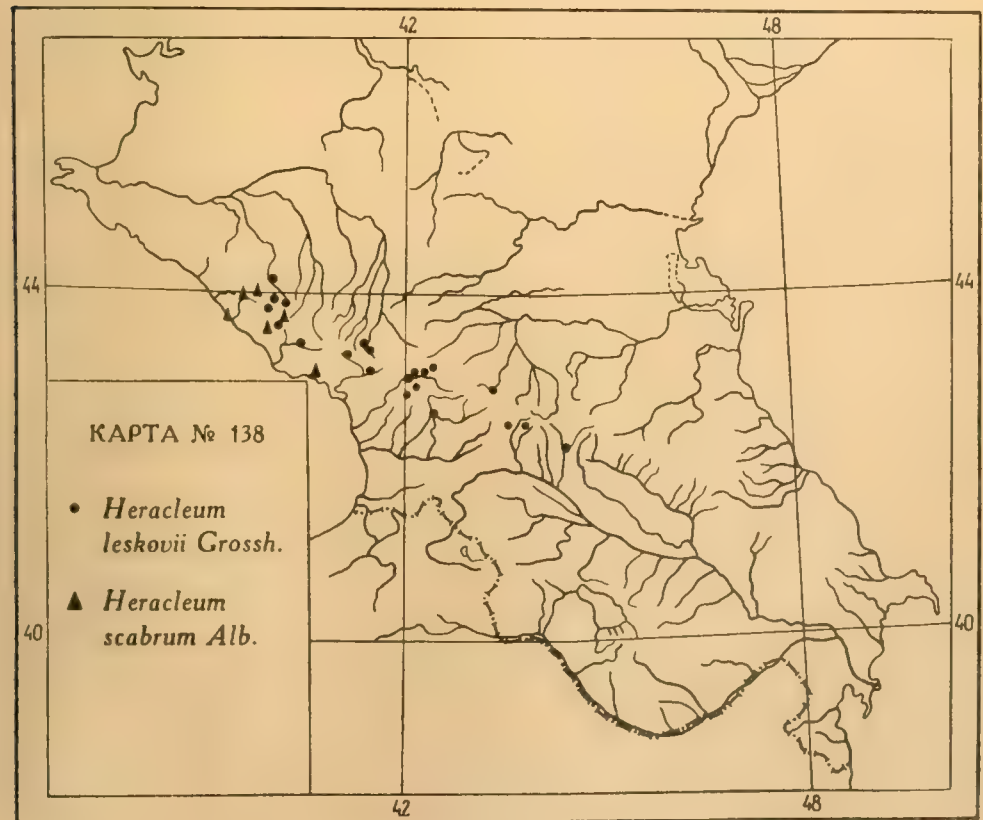 42 48
44 44
КАРТА № 138
Heracleum
leskovii Grossh.
Heracleum
scabrum Alb.
40 40
42 48